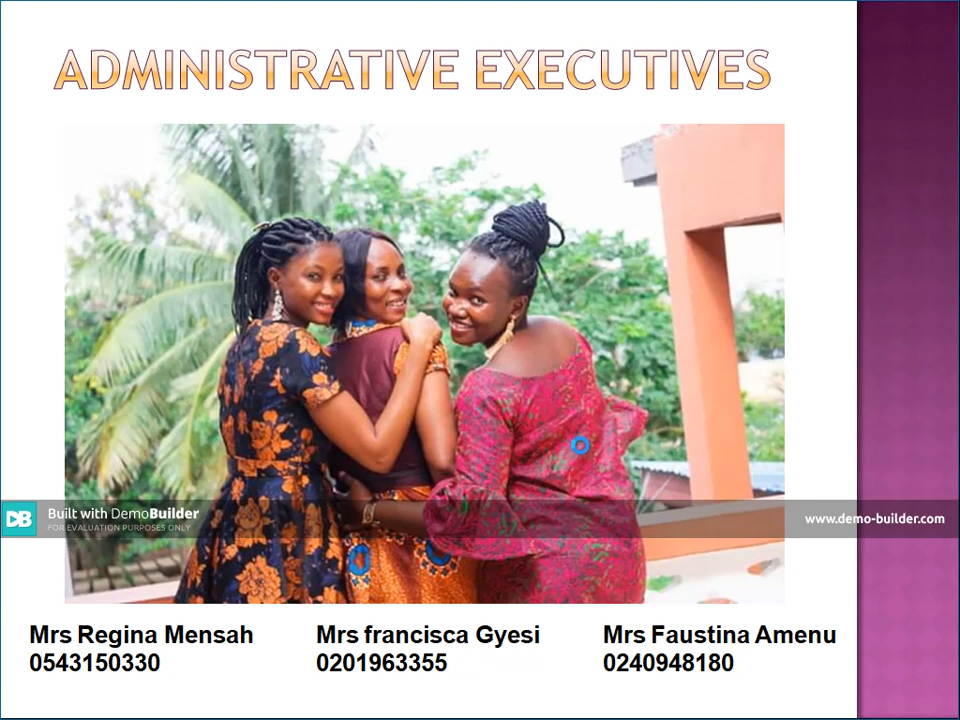 ADMINISTRATIVE EXECUTIVES
DB
Built with DemoBuilder
FOR EVALUATION PURPOSES ONLY
www.demo-builder.com
Mrs Regina Mensah
0543150330
Mrs francisca Gyesi
0201963355
Mrs Faustina Amenu
0240948180